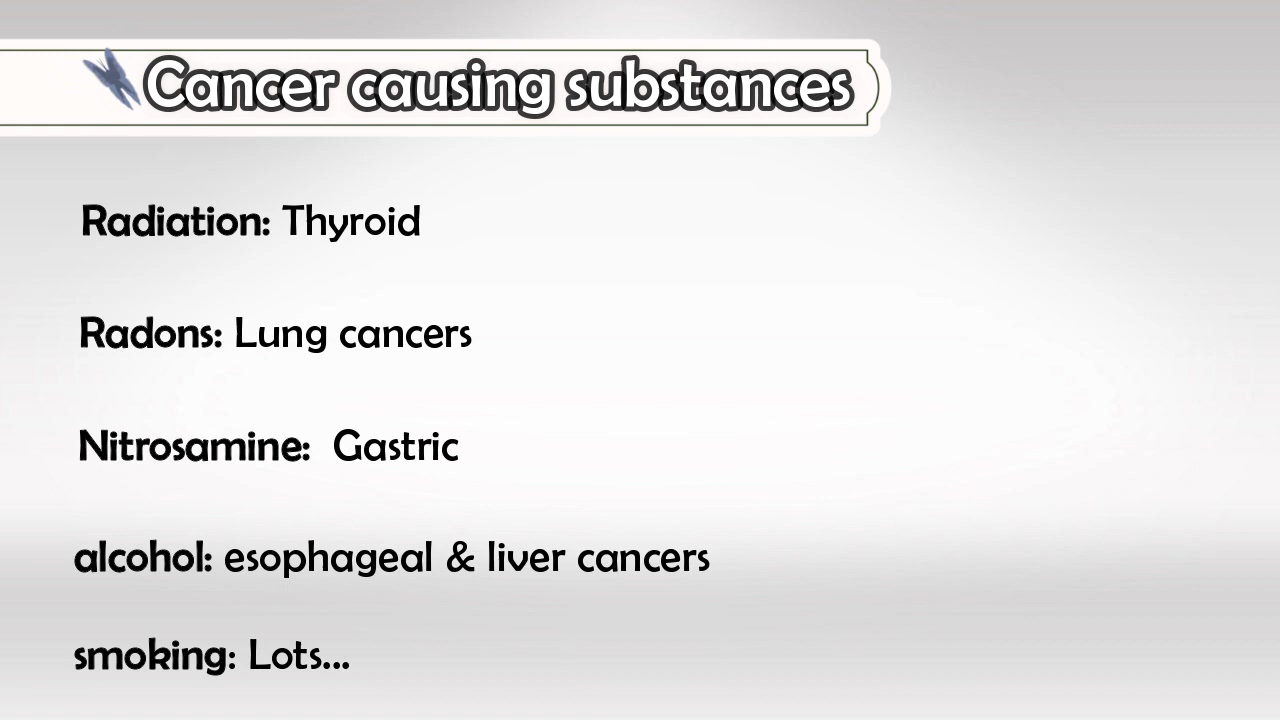 Cancer causing substances
Radiation: Thyroid
Radons: Lung cancers
Nitrosamine: Gastric
alcohol: esophageal & liver cancers
smoking: Lots...